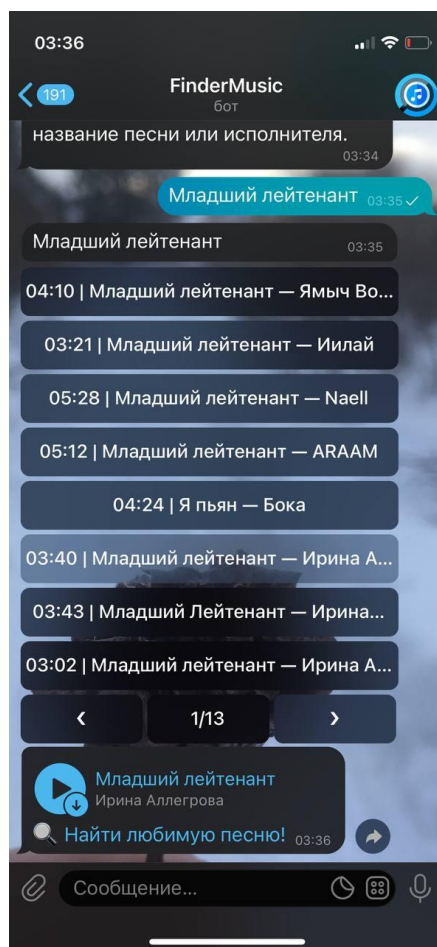 03:36
191
FinderMusic
бот
название песни или исполнителя.
03:34
Младший лейтенант 03:35
Младший лейтенант 03:35
04:10 | Младший лейтенант — Ямыч Во...
03:21 | Младший лейтенант — Иилай
05:28 | Младший лейтенант — Naell
05:12 | Младший лейтенант — ARAAM
04:24 | Я пьян — Бока
03:40 | Младший лейтенант — Ирина А...
03:43 | Младший Лейтенант — Ирина...
03:02 | Младший лейтенант — Ирина А...
‹ 1/13 ›
Младший лейтенант
Ирина Аллегрова
Найти любимую песню! 03:36
Сообщение...